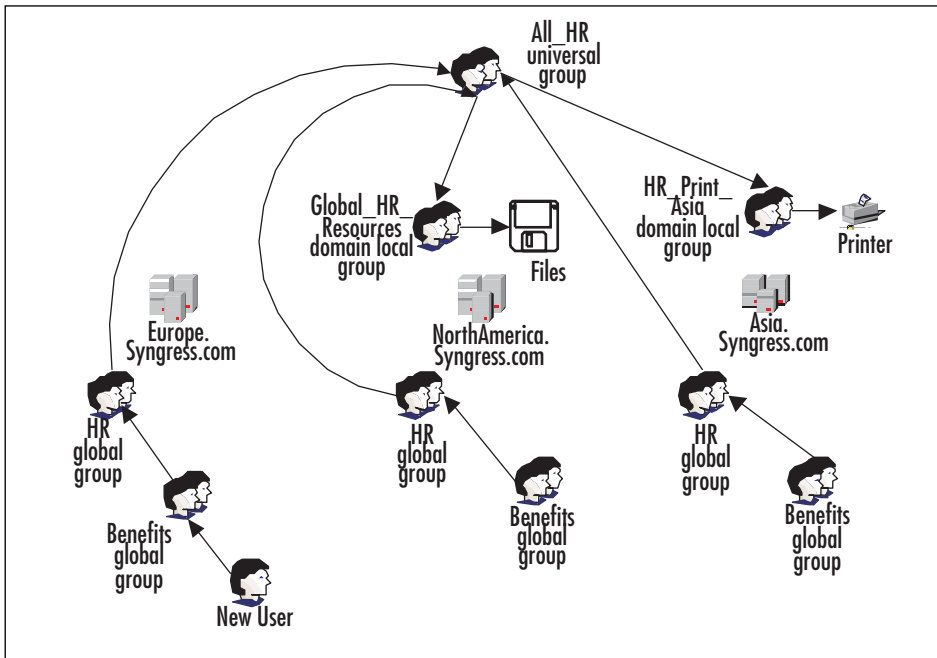 All_HR
universal
group
Global_HR_
Resources
domain local
group
Files
HR_Print_
Asia
domain local
group
Printer
Europe.
Syngress.com
NorthAmerica.
Syngress.com
Asia.
Syngress.com
HR
global
group
HR
global
group
HR
global
group
Benefits
global
group
Benefits
global
group
Benefits
global
group
New User